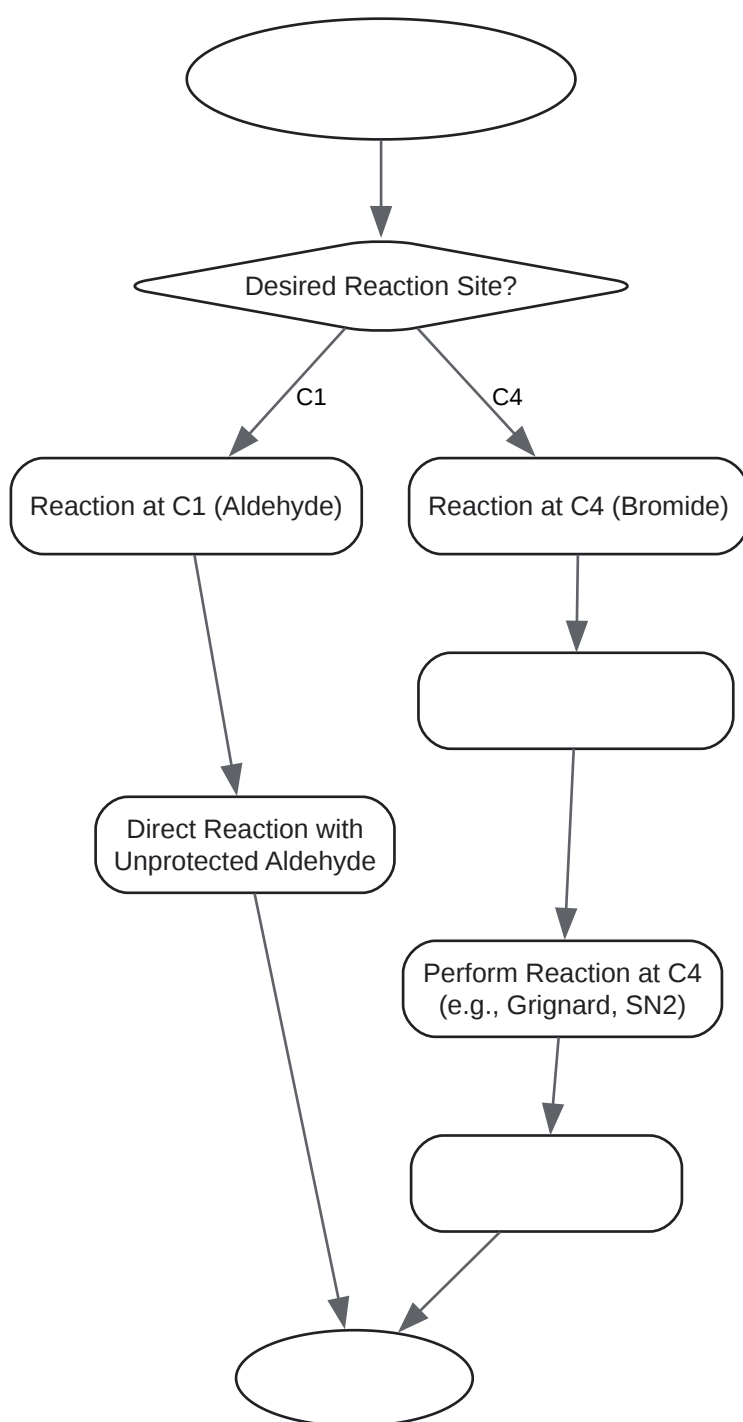 Desired Reaction Site?
C1
C4
Reaction at C1 (Aldehyde)
Reaction at C4 (Bromide)
Direct Reaction with
Unprotected Aldehyde
Perform Reaction at C4
(e.g., Grignard, SN2)